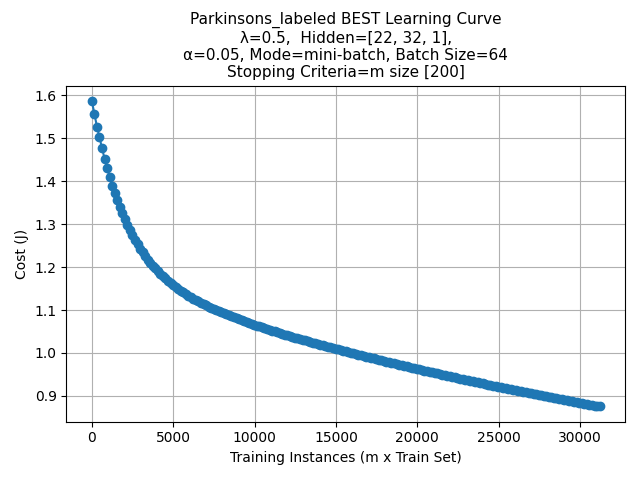 Parkinsons_labeled BEST Learning Curve
λ=0.5,  Hidden=[22, 32, 1],
α=0.05, Mode=mini-batch, Batch Size=64
Stopping Criteria=m size [200]
1.6
1.5
1.4
1.3
1.2
1.1
1.0
0.9
Cost (J)
0
5000
10000
15000
20000
25000
30000
Training Instances (m x Train Set)